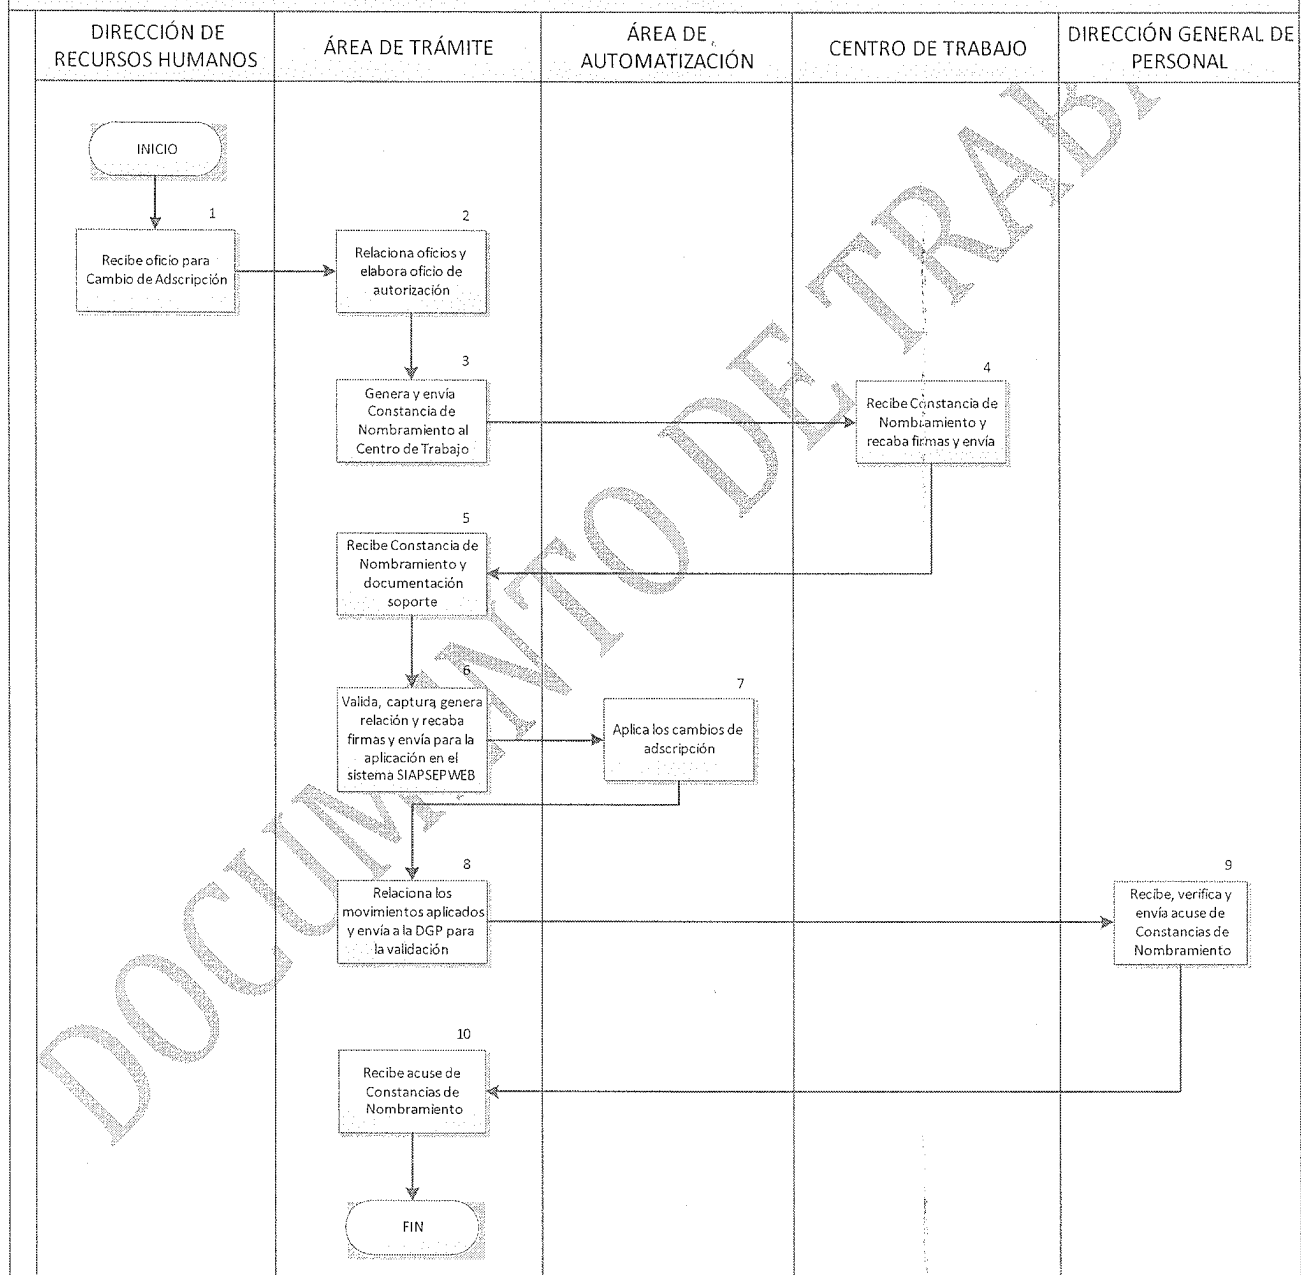 DIRECCIÓN DE
RECURSOS HUMANOS
ÁREA DE TRÁMITE
ÁREA DE
AUTOMATIZACIÓN
CENTRO DE TRABAJO
DIRECCIÓN GENERAL DE
PERSONAL
INICIO
1
Recibe oficio para
Cambio de Adscripción
2
Relaciona oficios y
elabora oficio de
autorización
3
Genera y envía
Constancia de
Nombramiento al
Centro de Trabajo
4
Recibe Constancia de
Nombramiento y
recaba firmas y envía
5
Recibe Constancia de
Nombramiento y
documentación
soporte
6
Valida, captura, genera
relación y recaba
firmas y envía para la
aplicación en el
sistema SIAPSEPWEB
7
Aplica los cambios de
adscripción
8
Relaciona los
movimientos aplicados
y envía a la DGP para
la validación
9
Recibe, verifica y
envía acuse de
Constancias de
Nombramiento
10
Recibe acuse de
Constancias de
Nombramiento
FIN
DOCUMENTO DE TRABA